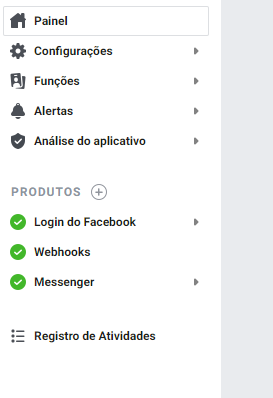 Painel
Configurações
Funções
Alertas
Análise do aplicativo
PRODUTOS
Login do Facebook
Webhooks
Messenger
Registro de Atividades